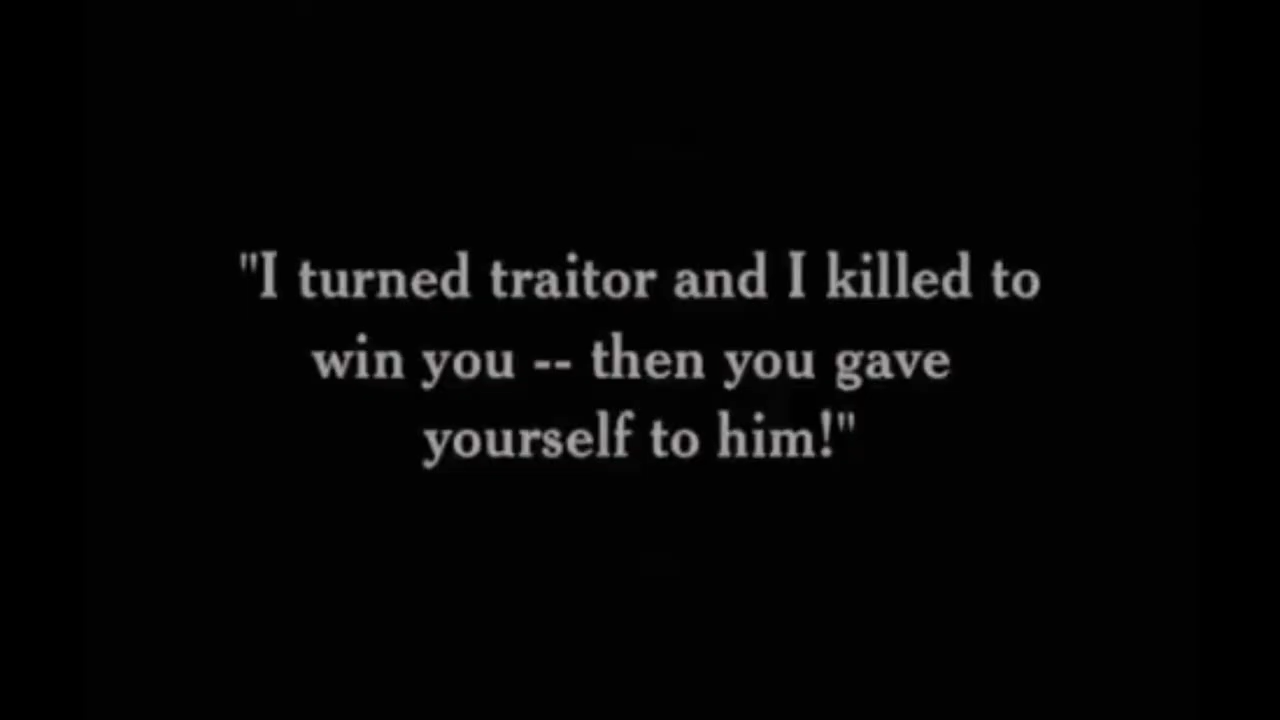 "I turned traitor and I killed to
win you -- then you gave
yourself to him!"